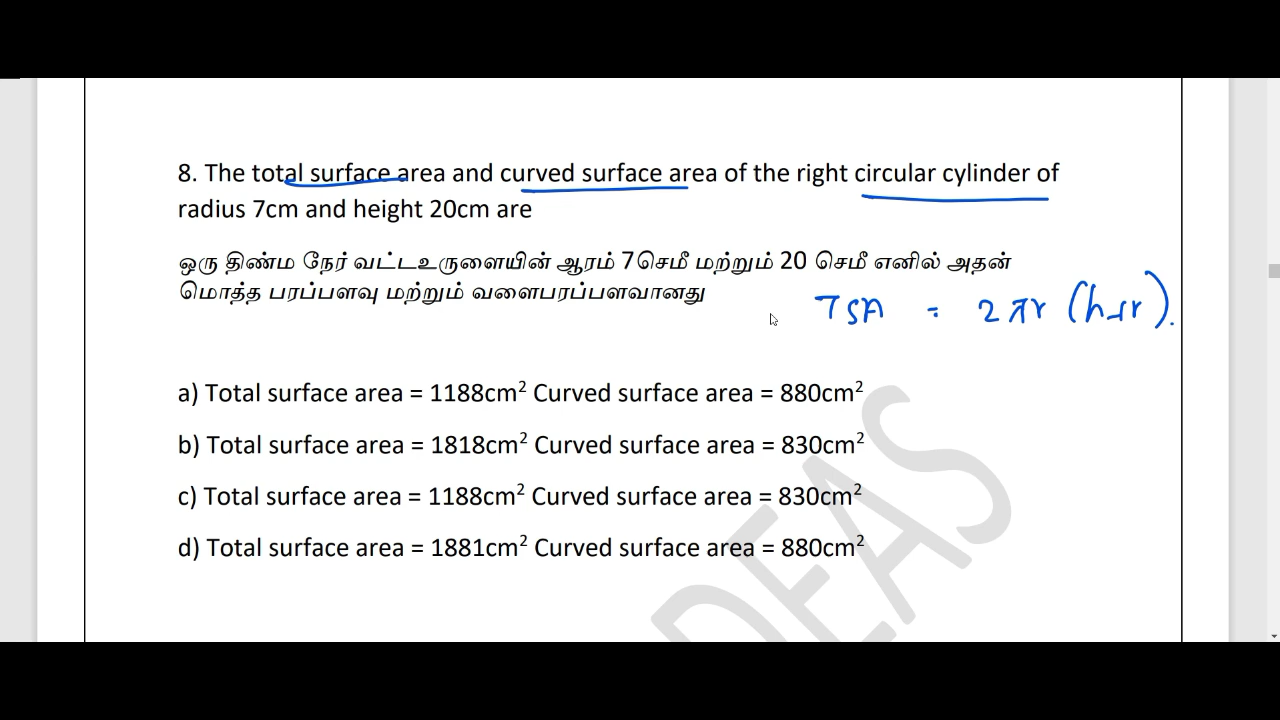 8. The total surface area and curved surface area of the right circular cylinder of
radius 7cm and height 20cm are
ஒரு திண்ம நேர் வட்டஉருளையின் ஆரம் 7செமீ மற்றும் 20 செமீ எனில் அதன்
மொத்த பரப்பளவு மற்றும் வளைபரப்பளவானது
TSA = 2πr (h+r).
a) Total surface area = 1188cm² Curved surface area = 880cm²
b) Total surface area = 1818cm² Curved surface area = 830cm²
c) Total surface area = 1188cm² Curved surface area = 830cm²
d) Total surface area = 1881cm² Curved surface area = 880cm²
DEAS